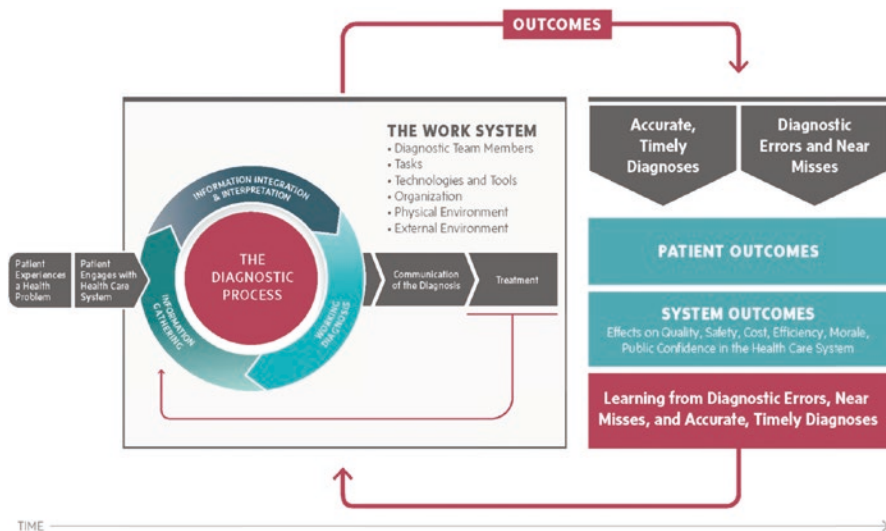 OUTCOMES
THE WORK SYSTEM
• Diagnostic Team Members
• Tasks
• Technologies and Tools
• Organization
• Physical Environment
• External Environment
Patient
Experiences
a Health
Problem
Patient
Engages with
Health Care
System
INFORMATION INTEGRATION
& INTERPRETATION
INFORMATION
GATHERING
WORKING
DIAGNOSIS
THE
DIAGNOSTIC
PROCESS
Communication
of the Diagnosis
Treatment
Accurate,
Timely
Diagnoses
Diagnostic
Errors and Near
Misses
PATIENT OUTCOMES
SYSTEM OUTCOMES
Effects on Quality, Safety, Cost, Efficiency, Morale,
Public Confidence in the Health Care System
Learning from Diagnostic Errors, Near
Misses, and Accurate, Timely Diagnoses
TIME